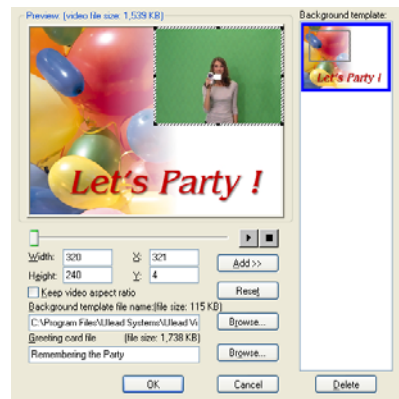 Preview: (video file size: 1,539 KB)
Background template:
Let's Party !
Let's Party !
Width: 320 X: 321
Add >>
Height: 240 Y: 4
Keep video aspect ratio
Reset
Background template file name:(file size: 115 KB)
C:\Program Files\Ulead Systems\Ulead Vi
Browse...
Greeting card file (file size: 1,738 KB)
Remembering the Party
Browse...
OK
Cancel
Delete